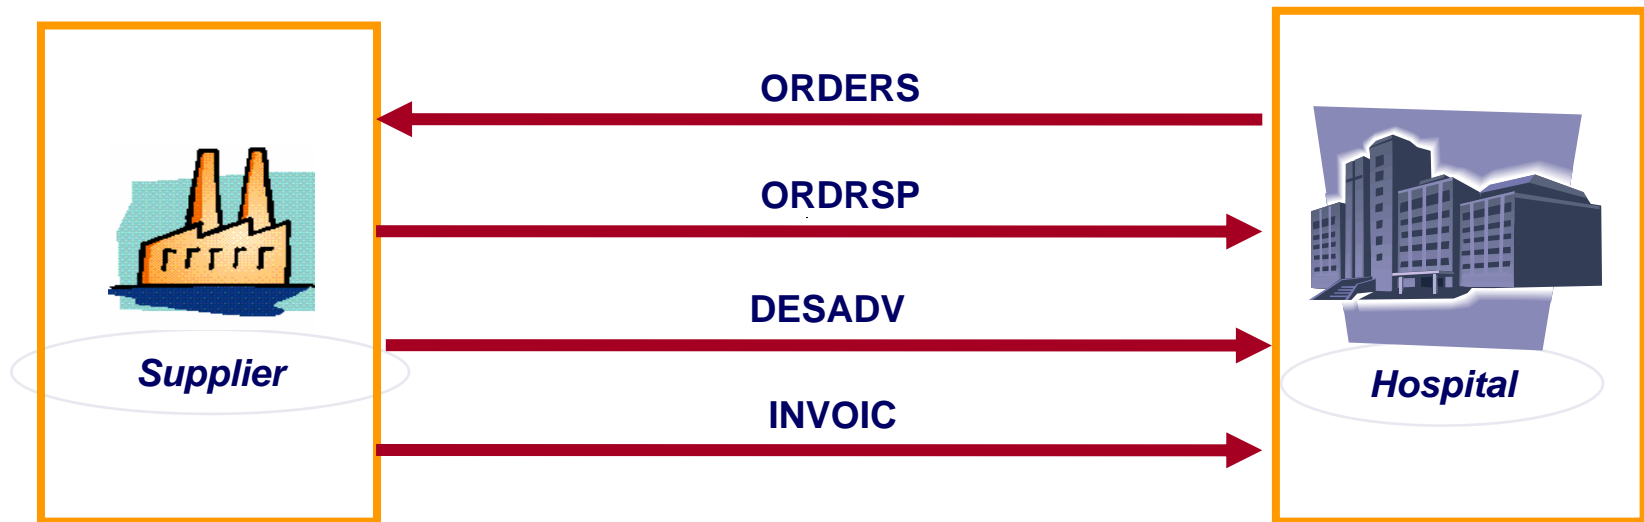 ORDERS
ORDRSP
DESADV
Supplier
Hospital
INVOIC